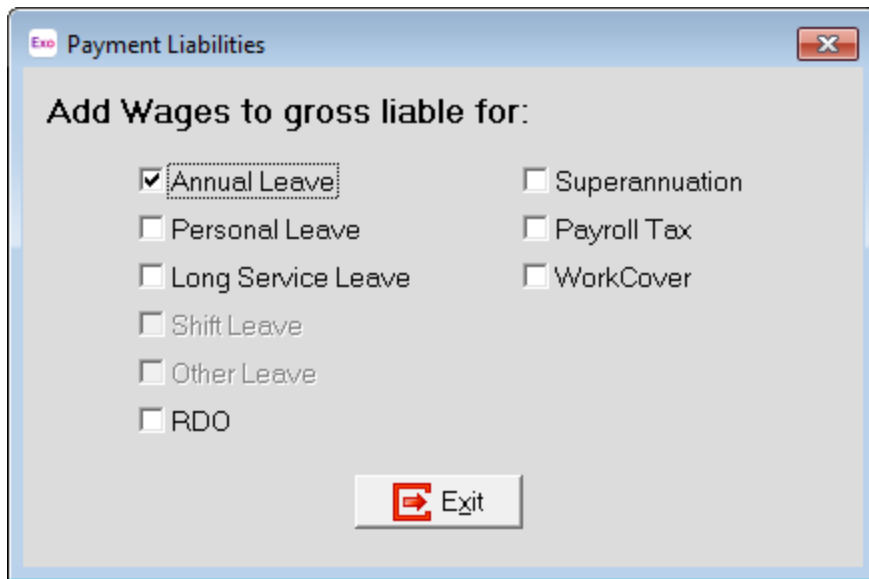 Exo Payment Liabilities
Add Wages to gross liable for:
Annual Leave
Personal Leave
Long Service Leave
Shift Leave
Other Leave
RDO
Superannuation
Payroll Tax
WorkCover
Exit